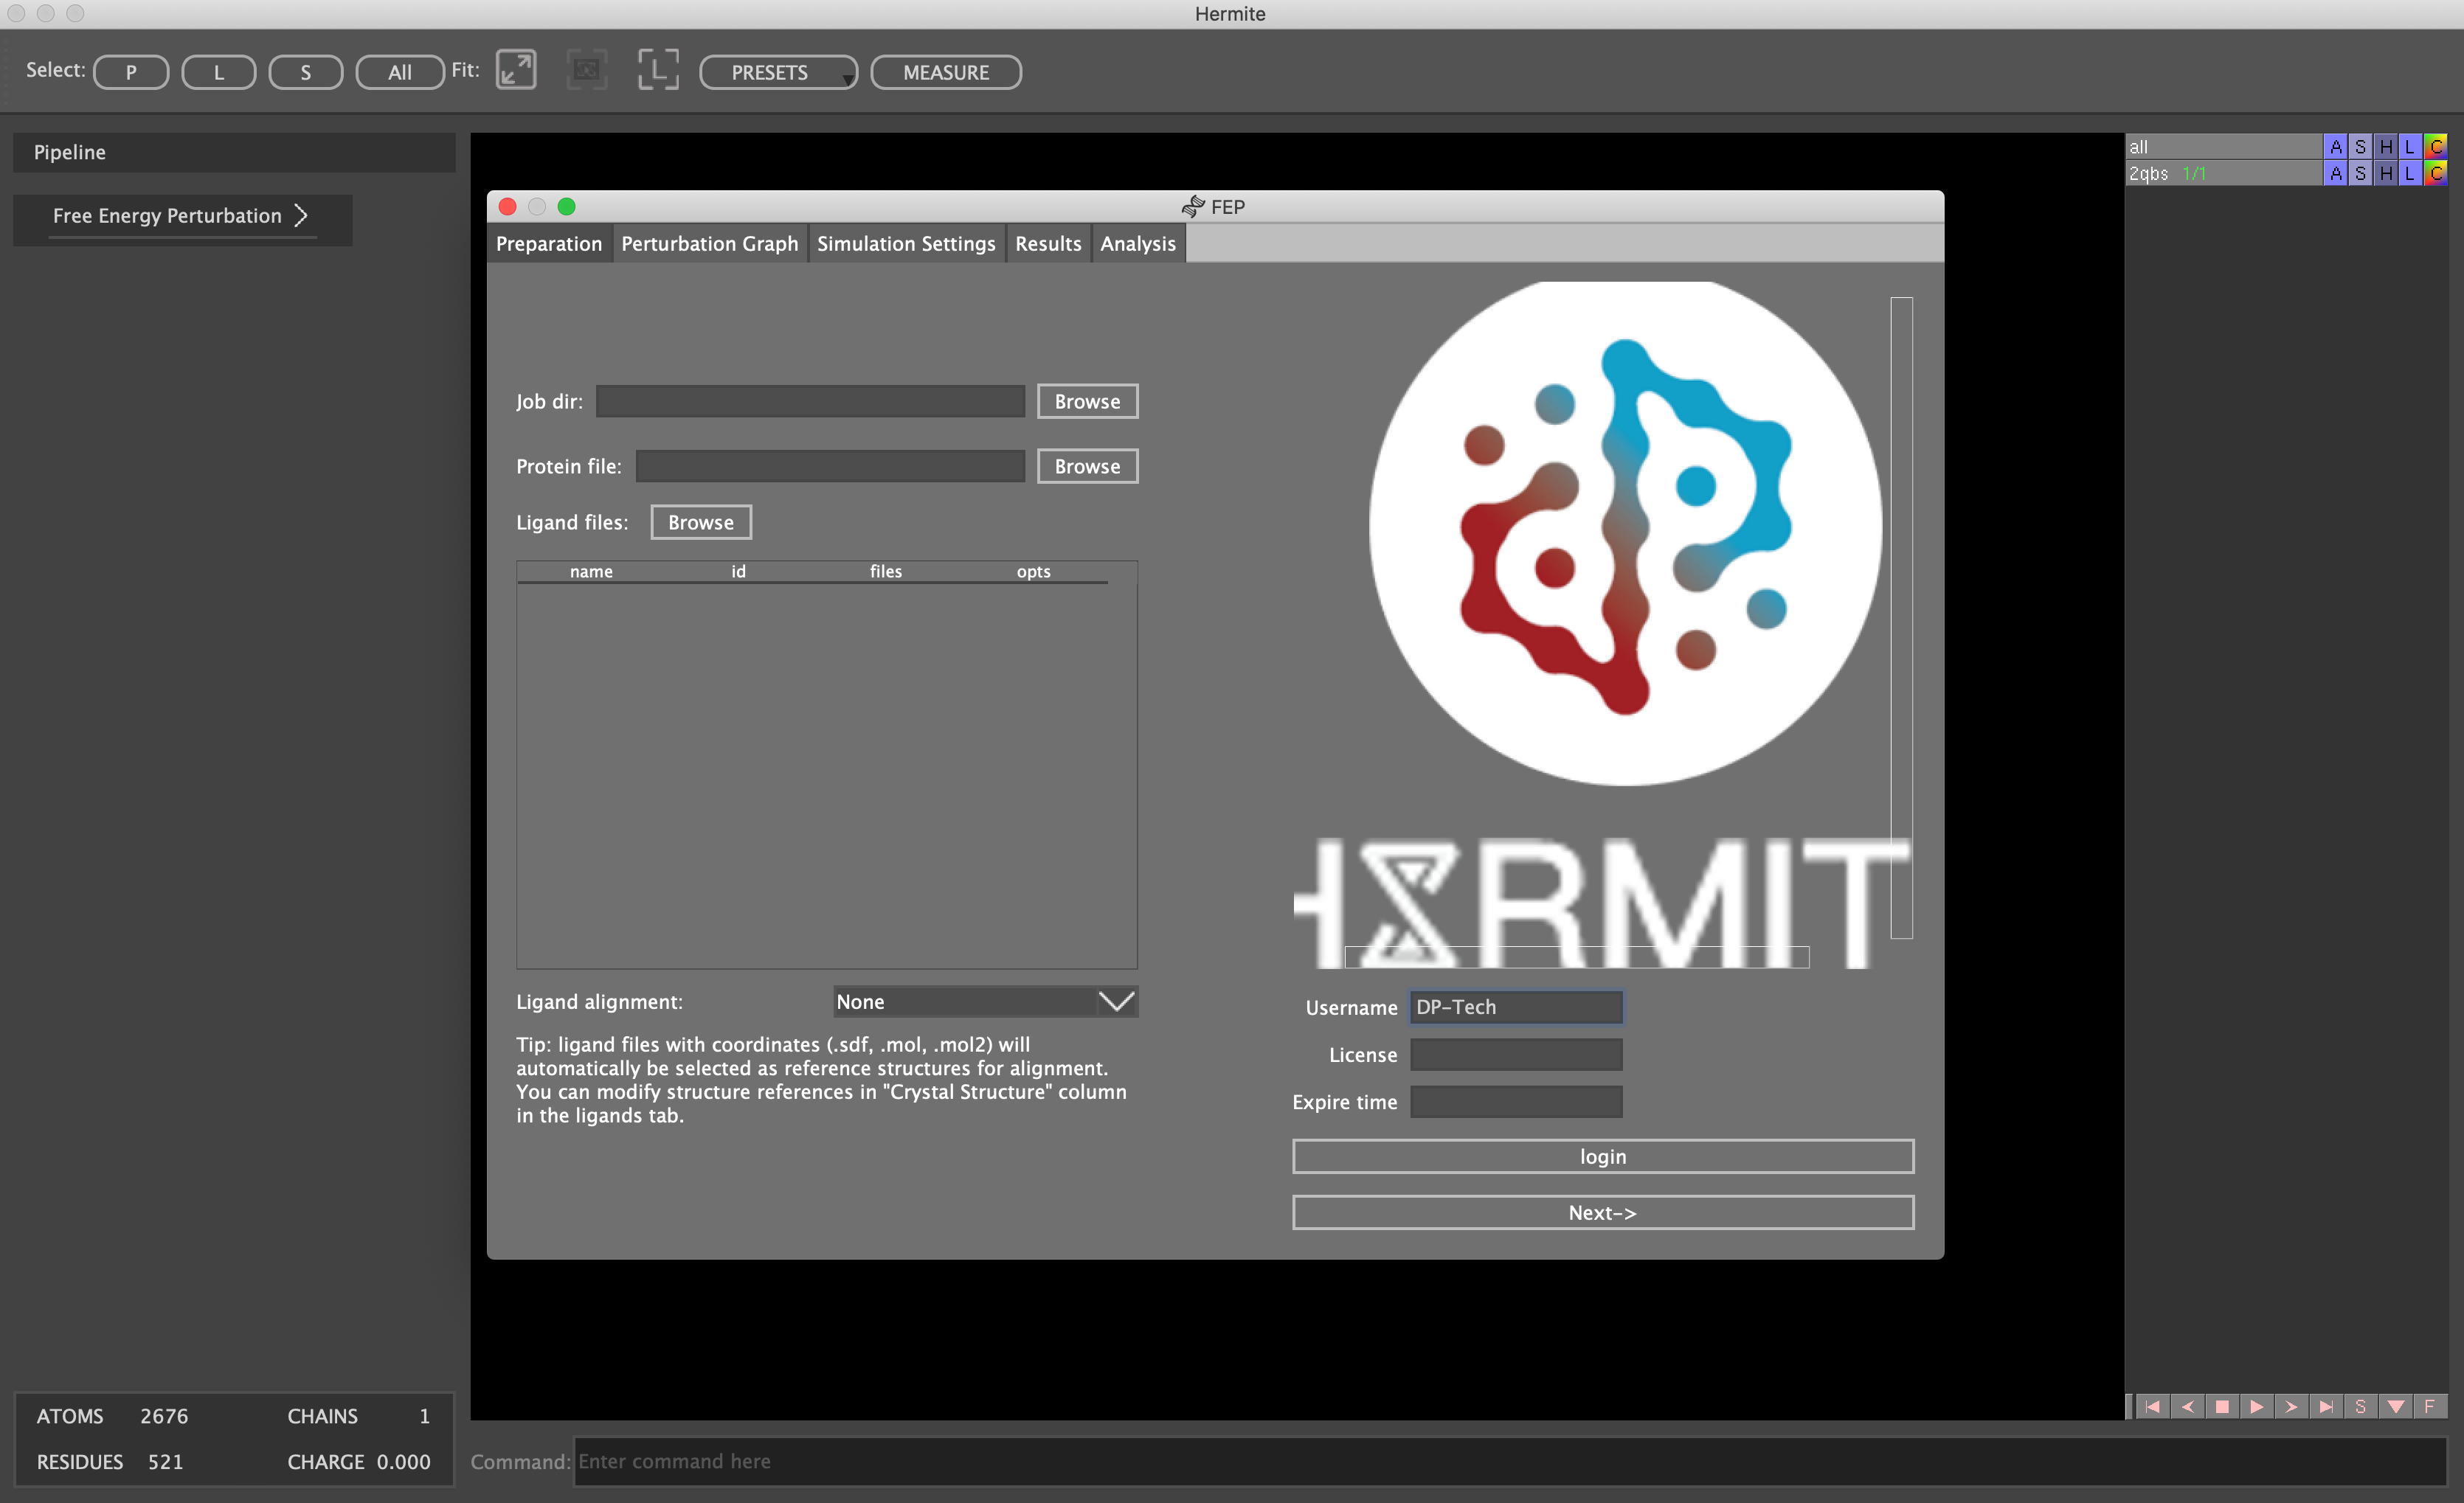 Hermite
Select: P L S All Fit: L PRESETS MEASURE
Pipeline
Free Energy Perturbation
all A S H L C
2qbs 1/1 A S H L C
FEP
Preparation Perturbation Graph Simulation Settings Results Analysis
Job dir: Browse
Protein file: Browse
Ligand files: Browse
name id files opts
HERMIT
Ligand alignment: None
Tip: ligand files with coordinates (.sdf, .mol, .mol2) will
automatically be selected as reference structures for alignment.
You can modify structure references in "Crystal Structure" column
in the ligands tab.
Username DP-Tech
License
Expire time
login
Next->
ATOMS 2676 CHAINS 1
RESIDUES 521 CHARGE 0.000
S F
Command: Enter command here